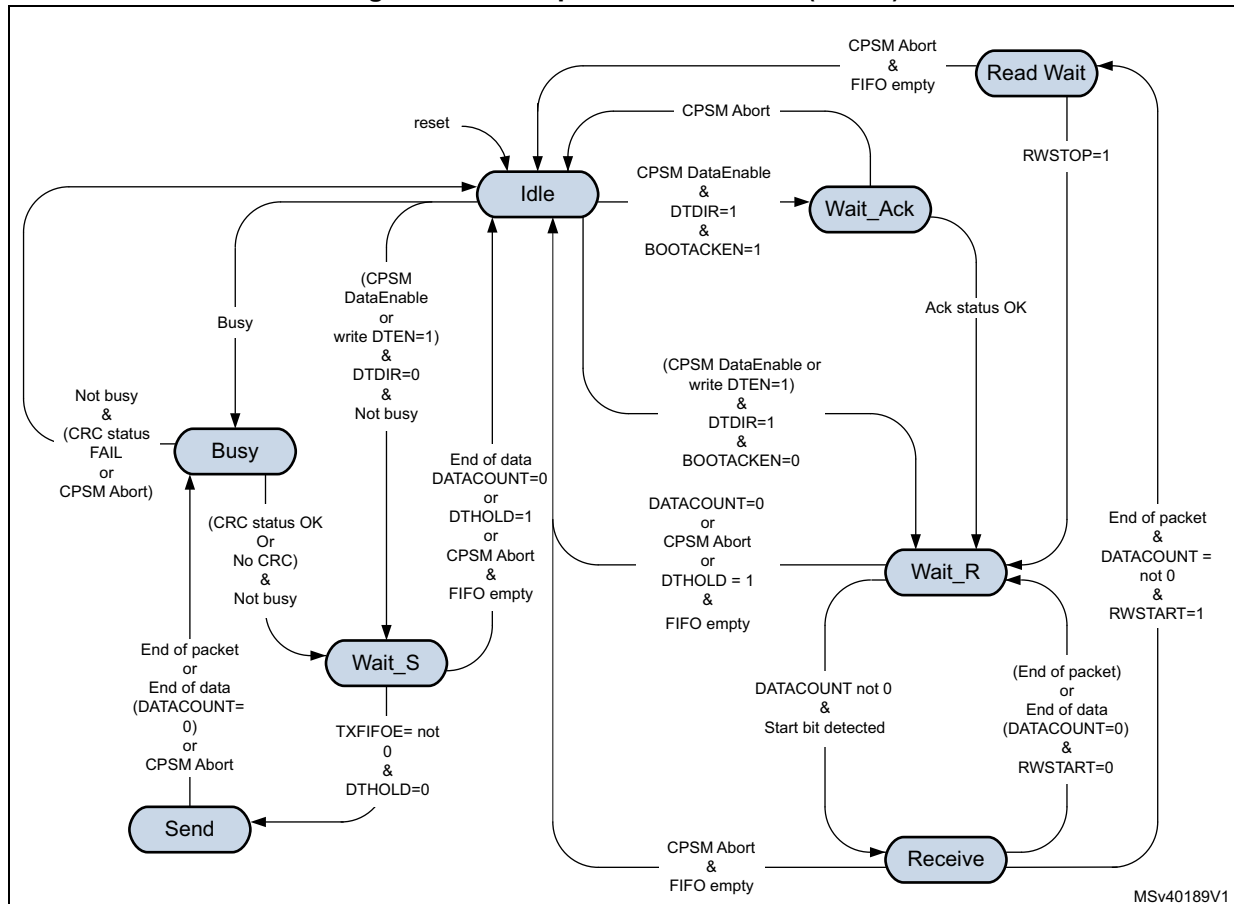 CPSM Abort
&
FIFO empty
Read Wait
reset
CPSM Abort
RWSTOP=1
Idle
CPSM DataEnable
&
DTDIR=1
&
BOOTACKEN=1
Wait_Ack
Busy
(CPSM
DataEnable
or
write DTEN=1)
&
DTDIR=0
&
Not busy
Ack status OK
(CPSM DataEnable or
write DTEN=1)
&
DTDIR=1
&
BOOTACKEN=0
Not busy
&
(CRC status
FAIL
or
CPSM Abort)
Busy
End of data
DATACOUNT=0
or
DTHOLD=1
or
CPSM Abort
&
FIFO empty
DATACOUNT=0
or
CPSM Abort
or
DTHOLD = 1
&
FIFO empty
Wait_R
End of packet
&
DATACOUNT =
not 0
&
RWSTART=1
(CRC status OK
Or
No CRC)
&
Not busy
Wait_S
End of packet
or
End of data
(DATACOUNT=
0)
or
CPSM Abort
TXFIFOE= not
0
&
DTHOLD=0
DATACOUNT not 0
&
Start bit detected
(End of packet)
or
End of data
(DATACOUNT=0)
&
RWSTART=0
Send
CPSM Abort
&
FIFO empty
Receive
MSv40189V1